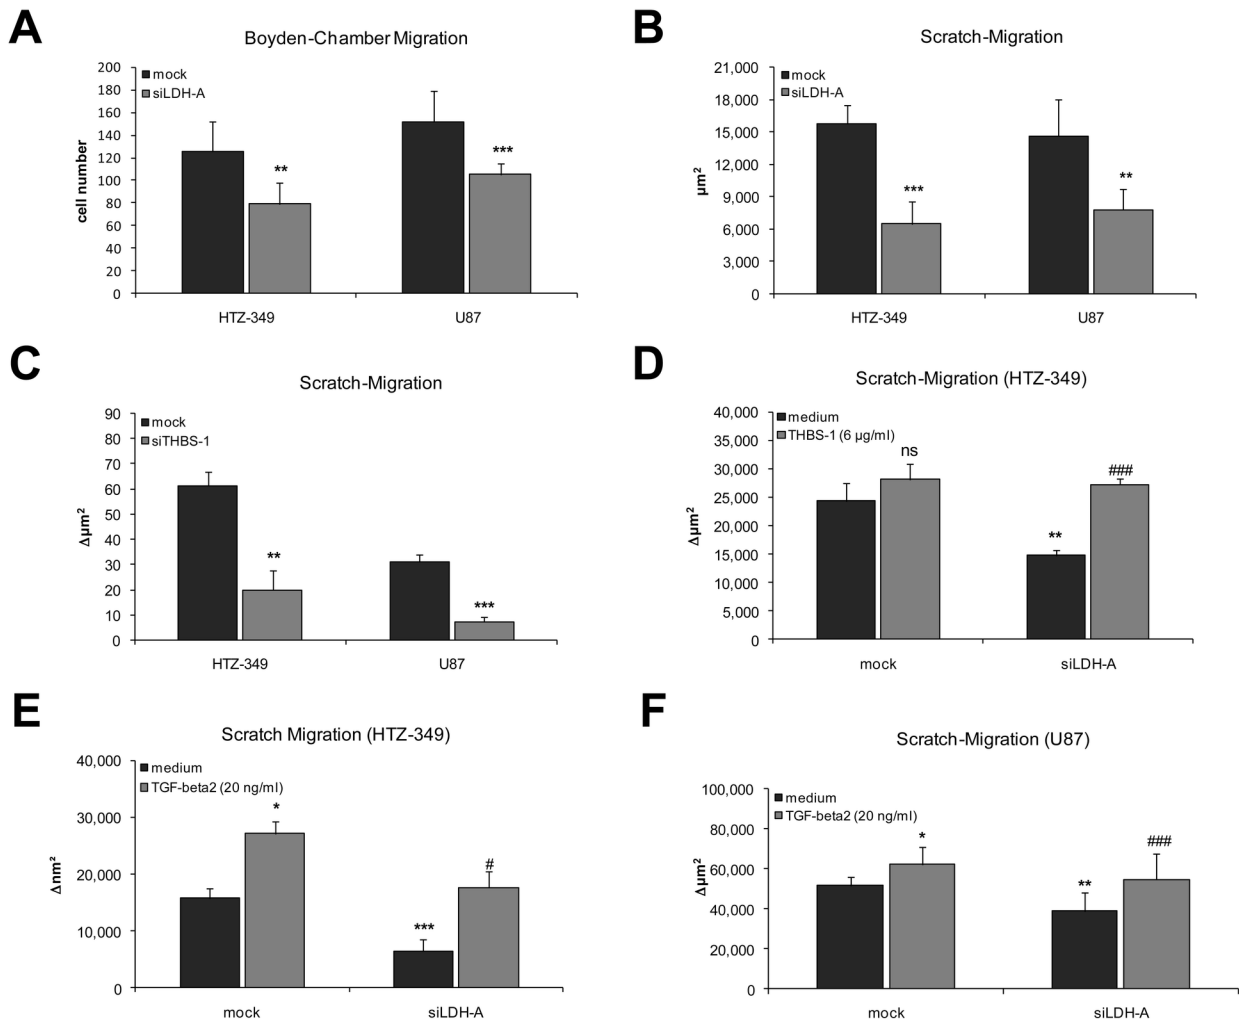 A
Boyden-Chamber Migration
mock
siLDH-A
cell number
200
180
160
140
120
100
80
60
40
20
0
**
***
HTZ-349
U87
B
Scratch-Migration
mock
siLDH-A
µm²
21,000
18,000
15,000
12,000
9,000
6,000
3,000
0
***
**
HTZ-349
U87
C
Scratch-Migration
mock
siTHBS-1
Δµm²
90
80
70
60
50
40
30
20
10
0
**
***
HTZ-349
U87
D
Scratch-Migration (HTZ-349)
medium
THBS-1 (6 µg/ml)
Δµm²
40,000
35,000
30,000
25,000
20,000
15,000
10,000
5,000
0
ns
**
###
mock
siLDH-A
E
Scratch Migration (HTZ-349)
medium
TGF-beta2 (20 ng/ml)
Δnm²
40,000
30,000
20,000
10,000
0
*
***
#
mock
siLDH-A
F
Scratch-Migration (U87)
medium
TGF-beta2 (20 ng/ml)
Δµm²
100,000
80,000
60,000
40,000
20,000
0
*
**
###
mock
siLDH-A